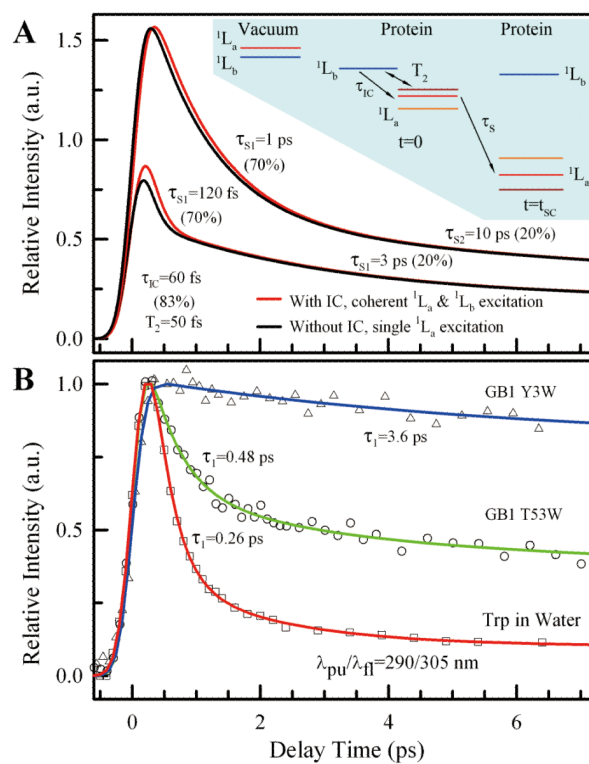 A
Vacuum
Protein
Protein
¹Lₐ
¹L_b
¹L_b
T₂
τ_IC
¹Lₐ
t=0
τ_S
¹L_b
¹Lₐ
t=t_SC
τ_S1=1 ps
(70%)
τ_S1=120 fs
(70%)
τ_S2=10 ps (20%)
τ_S1=3 ps (20%)
τ_IC=60 fs
(83%)
T₂=50 fs
With IC, coherent ¹Lₐ & ¹L_b excitation
Without IC, single ¹Lₐ excitation
Relative Intensity (a.u.)
1.5
1.0
0.5
0.0
B
GB1 Y3W
τ₁=3.6 ps
τ₁=0.48 ps
GB1 T53W
τ₁=0.26 ps
Trp in Water
λ_pu/λ_fl=290/305 nm
Relative Intensity (a.u.)
1.0
0.5
0.0
0 2 4 6
Delay Time (ps)